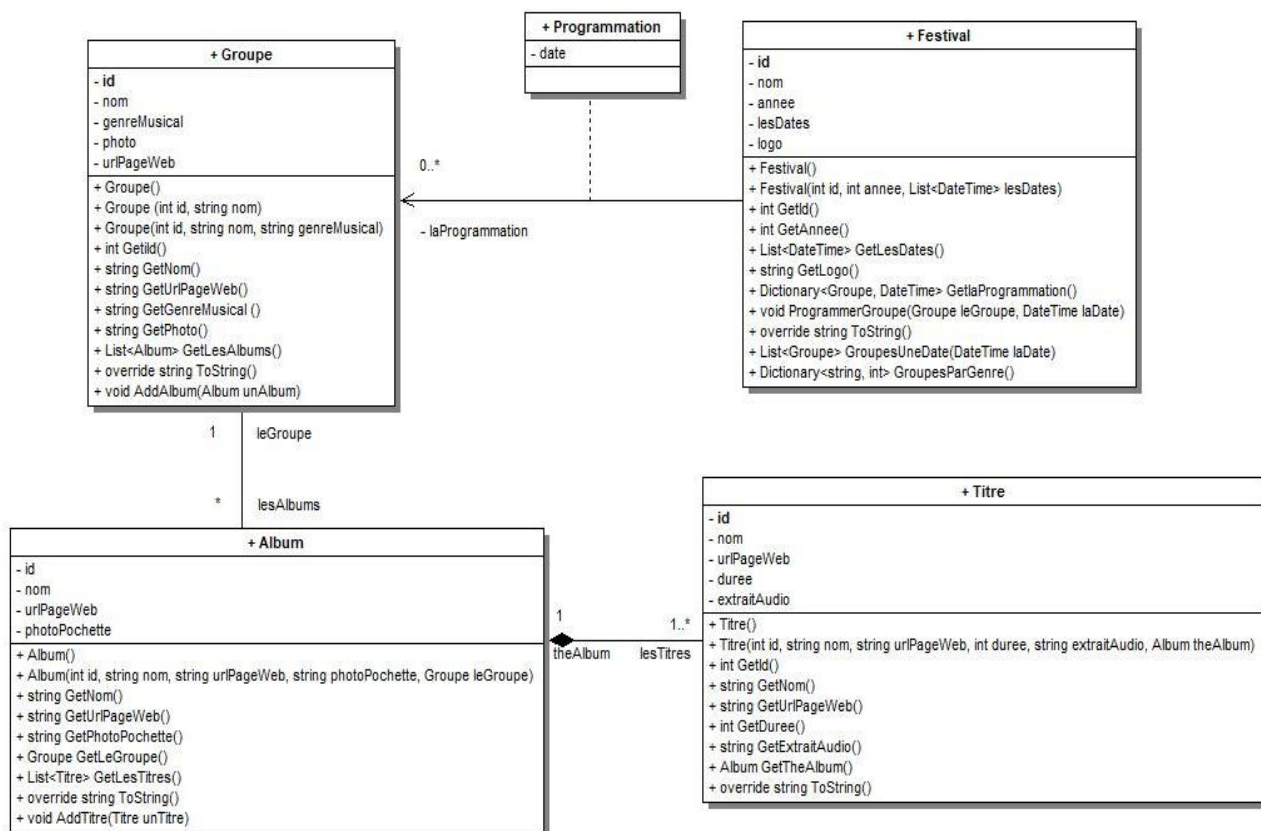 + Programmation
- date
+ Festival
- id
- nom
- annee
- lesDates
- logo
+ Festival()
+ Festival(int id, int annee, List<DateTime> lesDates)
+ int GetId()
+ int GetAnnee()
+ List<DateTime> GetLesDates()
+ string GetLogo()
+ Dictionary<Groupe, DateTime> GetlaProgrammation()
+ void ProgrammerGroupe(Groupe leGroupe, DateTime laDate)
+ override string ToString()
+ List<Groupe> GroupesUneDate(DateTime laDate)
+ Dictionary<string, int> GroupesParGenre()
+ Groupe
- id
- nom
- genreMusical
- photo
- urlPageWeb
+ Groupe()
+ Groupe (int id, string nom)
+ Groupe(int id, string nom, string genreMusical)
+ int GetiId()
+ string GetNom()
+ string GetUrlPageWeb()
+ string GetGenreMusical ()
+ string GetPhoto()
+ List<Album> GetLesAlbums()
+ override string ToString()
+ void AddAlbum(Album unAlbum)
0..*
- laProgrammation
1
leGroupe
*
lesAlbums
+ Album
- id
- nom
- urlPageWeb
- photoPochette
+ Album()
+ Album(int id, string nom, string urlPageWeb, string photoPochette, Groupe leGroupe)
+ string GetNom()
+ string GetUrlPageWeb()
+ string GetPhotoPochette()
+ Groupe GetLeGroupe()
+ List<Titre> GetLesTitres()
+ override string ToString()
+ void AddTitre(Titre unTitre)
1
1..*
theAlbum
lesTitres
+ Titre
- id
- nom
- urlPageWeb
- duree
- extraitAudio
+ Titre()
+ Titre(int id, string nom, string urlPageWeb, int duree, string extraitAudio, Album theAlbum)
+ int GetId()
+ string GetNom()
+ string GetUrlPageWeb()
+ int GetDuree()
+ string GetExtraitAudio()
+ Album GetTheAlbum()
+ override string ToString()